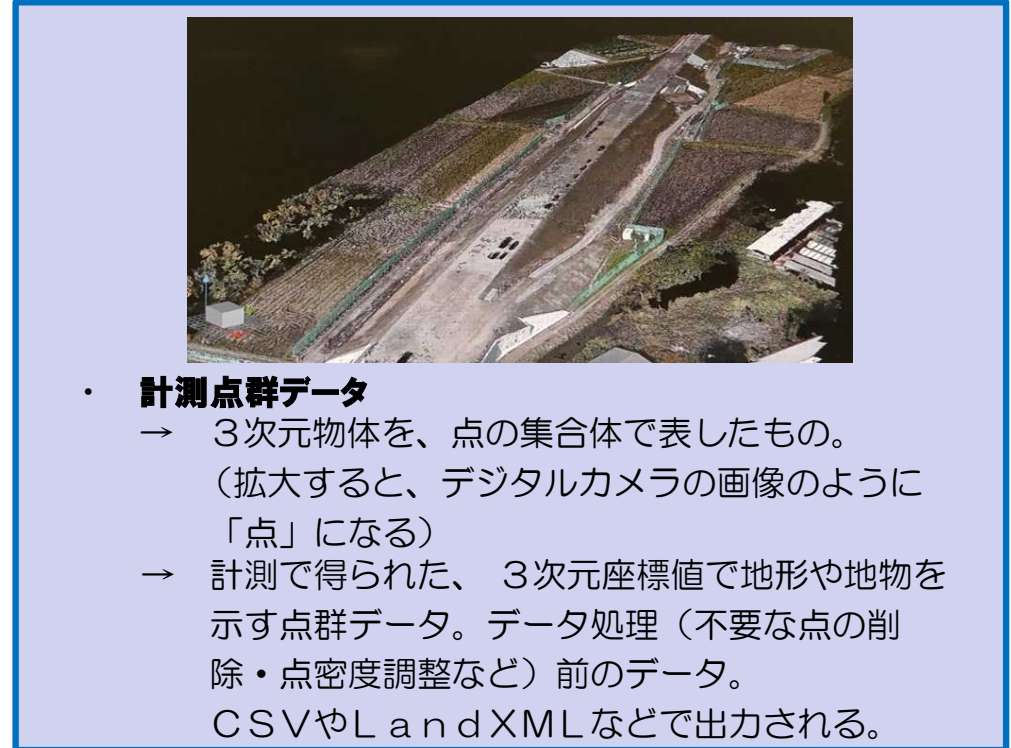 ・ 計測点群データ
→ ３次元物体を、点の集合体で表したもの。
（拡大すると、デジタルカメラの画像のように
「点」になる）
→ 計測で得られた、 ３次元座標値で地形や地物を
示す点群データ。データ処理（不要な点の削
除・点密度調整など）前のデータ。
ＣＳＶやＬａｎｄＸＭＬなどで出力される。